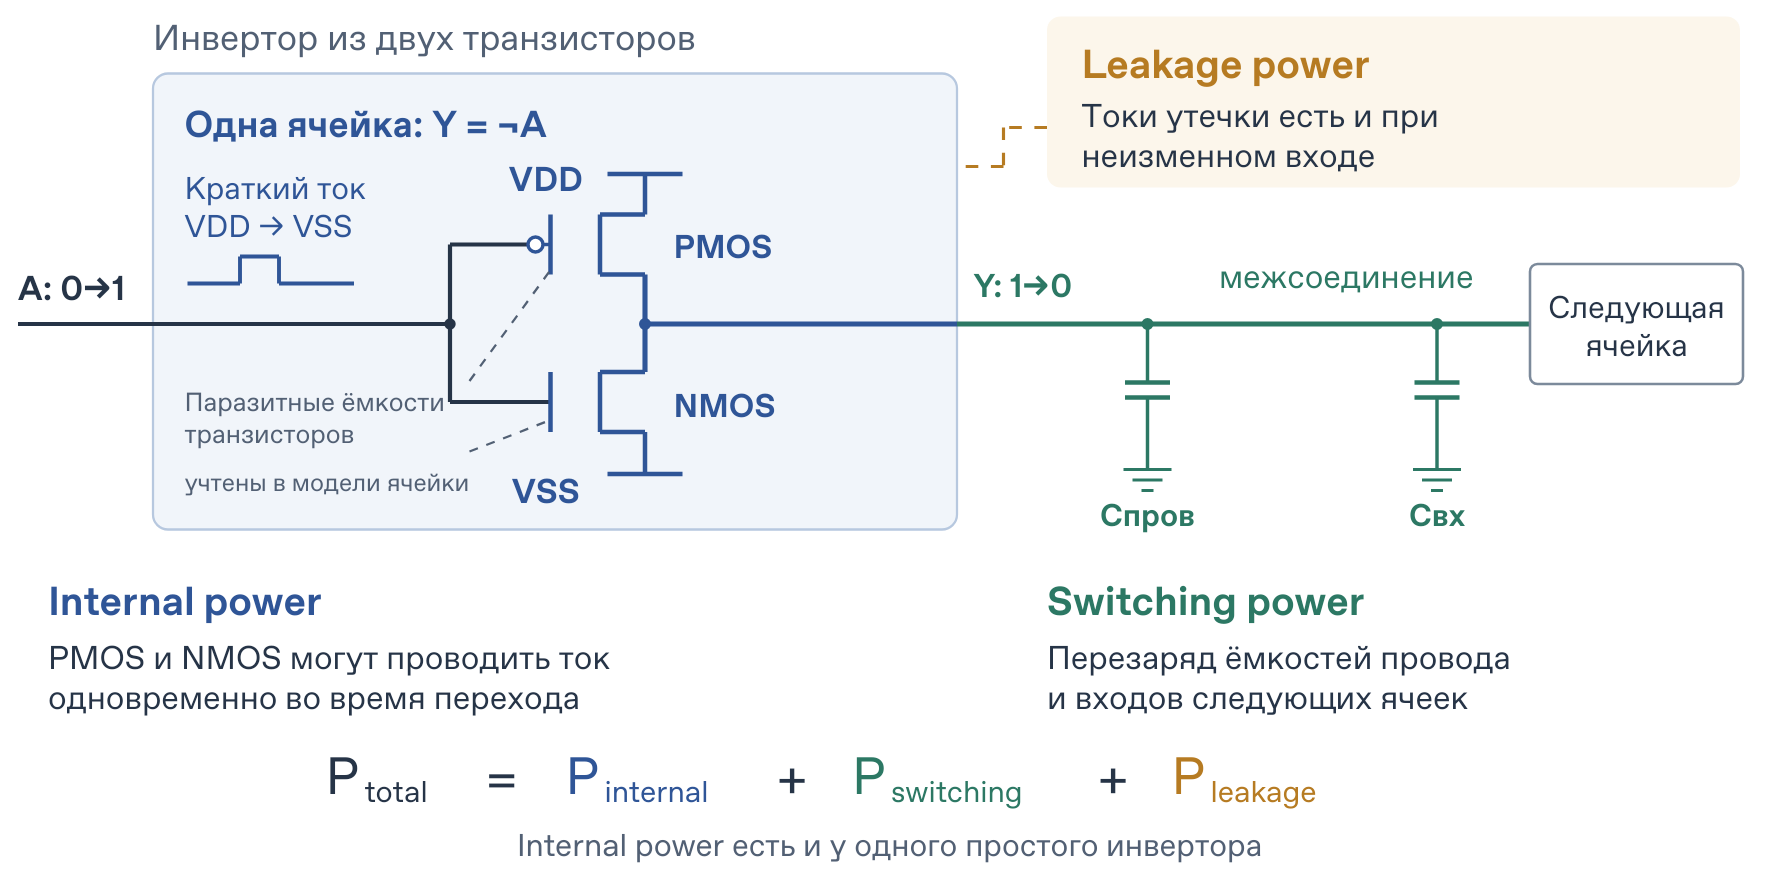 Инвертор из двух транзисторов
Одна ячейка: Y = ¬A
Краткий ток
VDD → VSS
VDD
PMOS
A: 0→1
NMOS
Паразитные ёмкости
транзисторов
учтены в модели ячейки
VSS
Leakage power
Токи утечки есть и при
неизменном входе
Y: 1→0
межсоединение
Следующая
ячейка
Cпров
Cвх
Internal power
PMOS и NMOS могут проводить ток
одновременно во время перехода
Switching power
Перезаряд ёмкостей провода
и входов следующих ячеек
P total = P internal + P switching + P leakage
Internal power есть и у одного простого инвертора